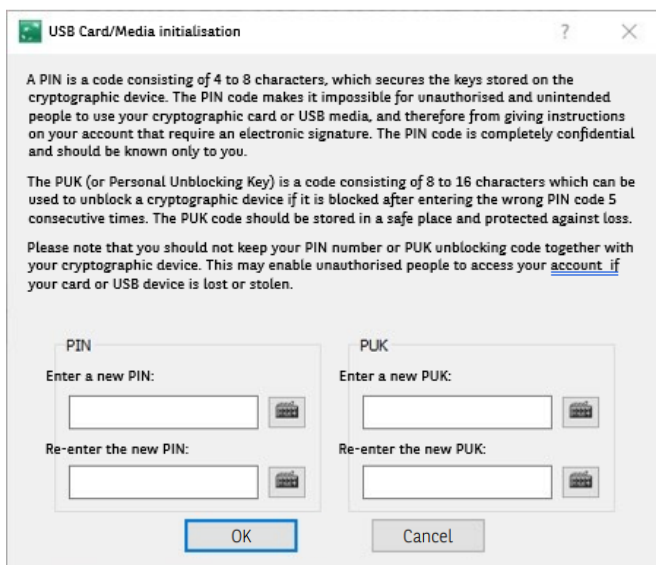 USB Card/Media initialisation
?
A PIN is a code consisting of 4 to 8 characters, which secures the keys stored on the
cryptographic device. The PIN code makes it impossible for unauthorised and unintended
people to use your cryptographic card or USB media, and therefore from giving instructions
on your account that require an electronic signature. The PIN code is completely confidential
and should be known only to you.
The PUK (or Personal Unblocking Key) is a code consisting of 8 to 16 characters which can be
used to unblock a cryptographic device if it is blocked after entering the wrong PIN code 5
consecutive times. The PUK code should be stored in a safe place and protected against loss.
Please note that you should not keep your PIN number or PUK unblocking code together with
your cryptographic device. This may enable unauthorised people to access your account if
your card or USB device is lost or stolen.
PIN
Enter a new PIN:
Re-enter the new PIN:
PUK
Enter a new PUK:
Re-enter the new PUK:
OK
Cancel